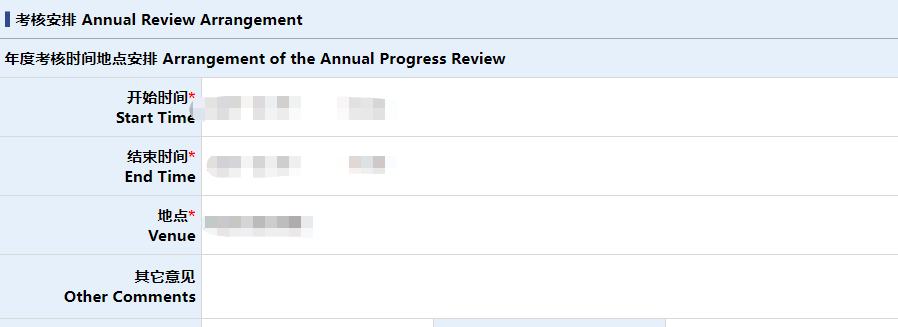 考核安排 Annual Review Arrangement
年度考核时间地点安排 Arrangement of the Annual Progress Review
开始时间*
Start Time
结束时间*
End Time
地点*
Venue
其它意见
Other Comments